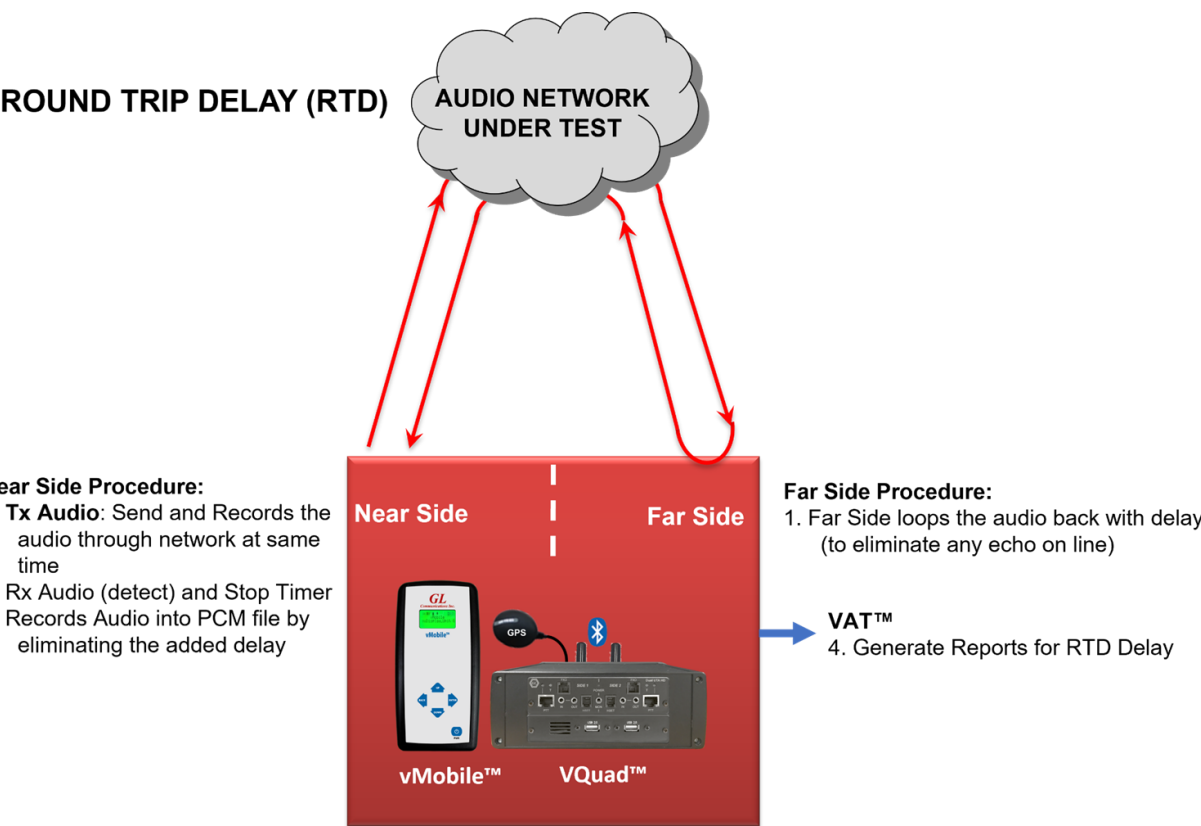 ROUND TRIP DELAY (RTD)
AUDIO NETWORK
UNDER TEST
ear Side Procedure:
Tx Audio: Send and Records the
audio through network at same
time
Rx Audio (detect) and Stop Timer
Records Audio into PCM file by
eliminating the added delay
Near Side
Far Side
GL
Communications Inc.
vMobile™
GPS
vMobile™
VQuad™
Far Side Procedure:
1. Far Side loops the audio back with delay
(to eliminate any echo on line)
VAT™
4. Generate Reports for RTD Delay